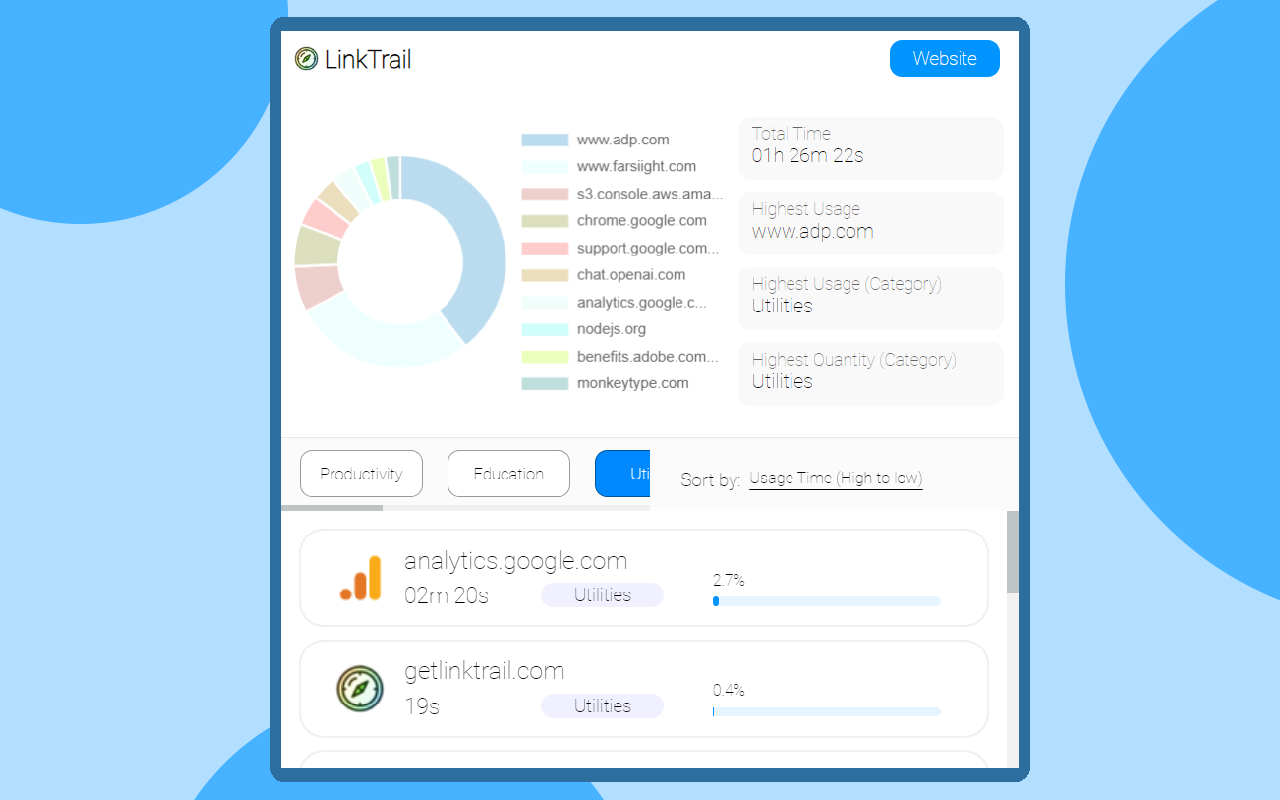 LinkTrail
Website
www.adp.com
www.farsiight.com
s3.console.aws.ama...
chrome.google.com
support.google.com...
chat.openai.com
analytics.google.c...
nodejs.org
benefits.adobe.com...
monkeytype.com
Total Time
01h 26m 22s
Highest Usage
www.adp.com
Highest Usage (Category)
Utilities
Highest Quantity (Category)
Utilities
Productivity
Education
Uti
Sort by: Usage Time (High to low)
analytics.google.com
02m 20s
Utilities
2.7%
getlinktrail.com
19s
Utilities
0.4%